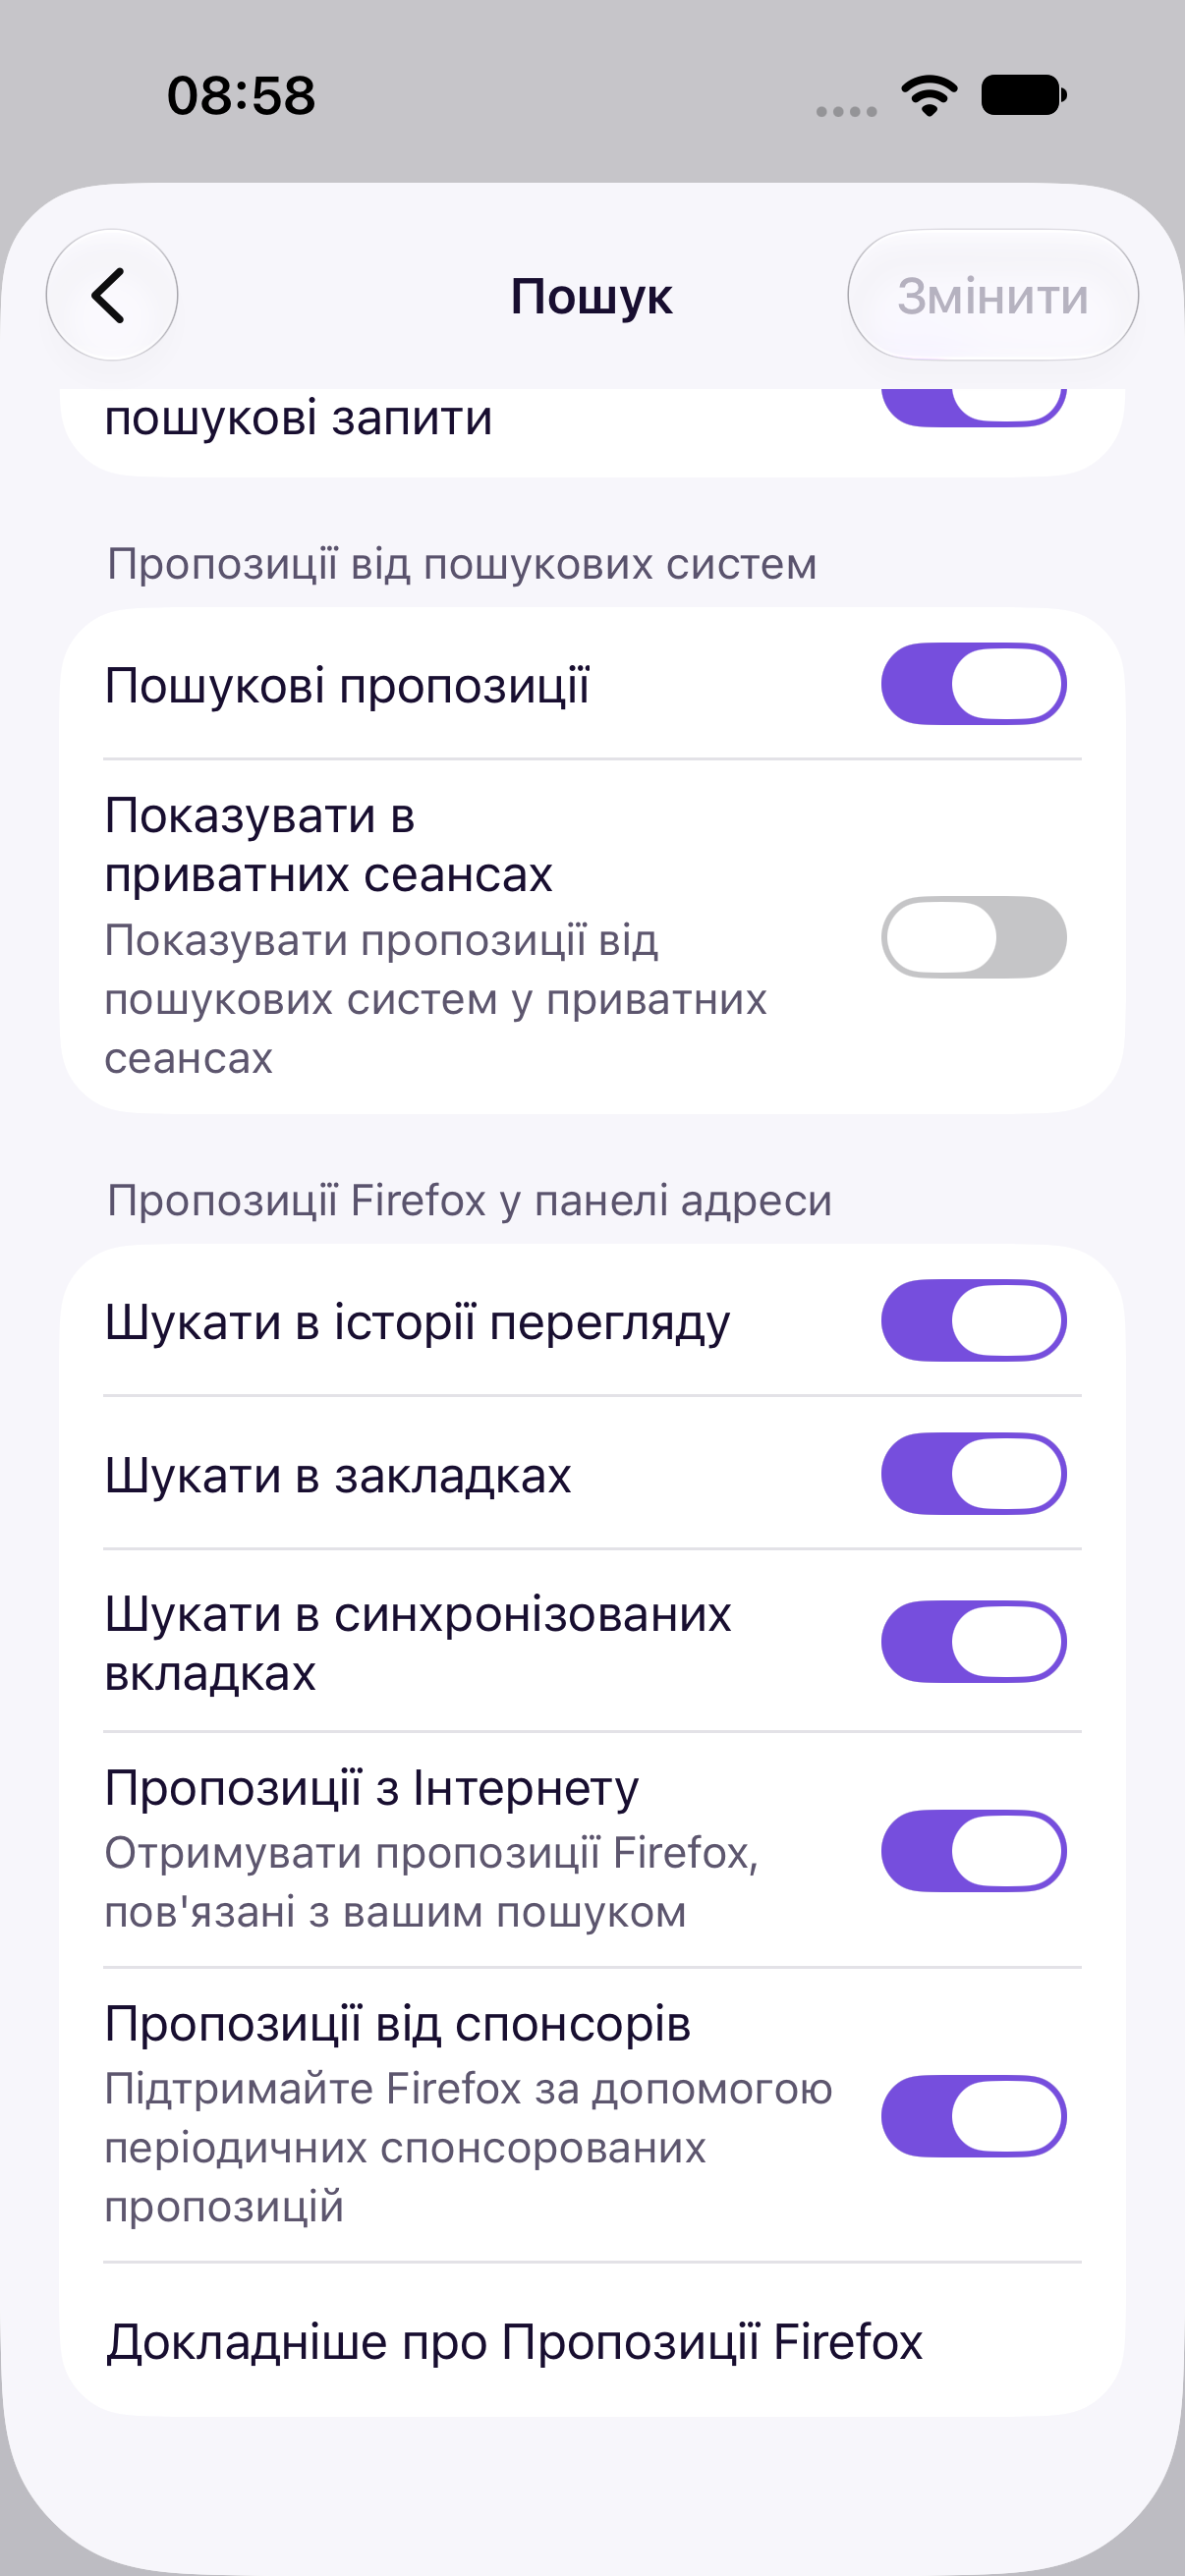 08:58
Пошук
Змінити
пошукові запити
Пропозиції від пошукових систем
Пошукові пропозиції
Показувати в
приватних сеансах
Показувати пропозиції від
пошукових систем у приватних
сеансах
Пропозиції Firefox у панелі адреси
Шукати в історії перегляду
Шукати в закладках
Шукати в синхронізованих
вкладках
Пропозиції з Інтернету
Отримувати пропозиції Firefox,
пов'язані з вашим пошуком
Пропозиції від спонсорів
Підтримайте Firefox за допомогою
періодичних спонсорованих
пропозицій
Докладніше про Пропозиції Firefox